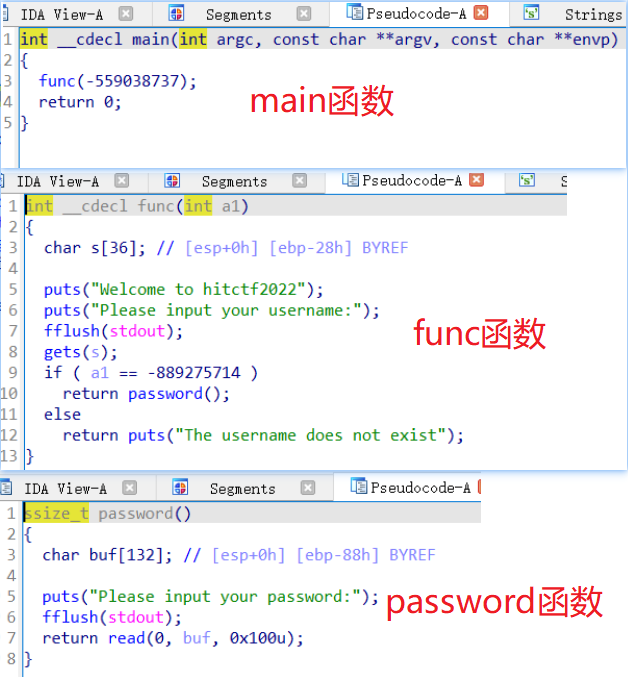 IDA View-A Segments Pseudocode-A Strings
1 int __cdecl main(int argc, const char **argv, const char **envp)
2 {
3 func(-559038737);
4 return 0;
5 }
main函数
IDA View-A Segments Pseudocode-A S
1 int __cdecl func(int a1)
2 {
3 char s[36]; // [esp+0h] [ebp-28h] BYREF
4
5 puts("Welcome to hitctf2022");
6 puts("Please input your username:");
7 fflush(stdout);
8 gets(s);
9 if ( a1 == -889275714 )
10 return password();
11 else
12 return puts("The username does not exist");
13 }
func函数
IDA View-A Segments Pseudocode-A
1 ssize_t password()
2 {
3 char buf[132]; // [esp+0h] [ebp-88h] BYREF
4
5 puts("Please input your password:");
6 fflush(stdout);
7 return read(0, buf, 0x100u);
8 }
password函数